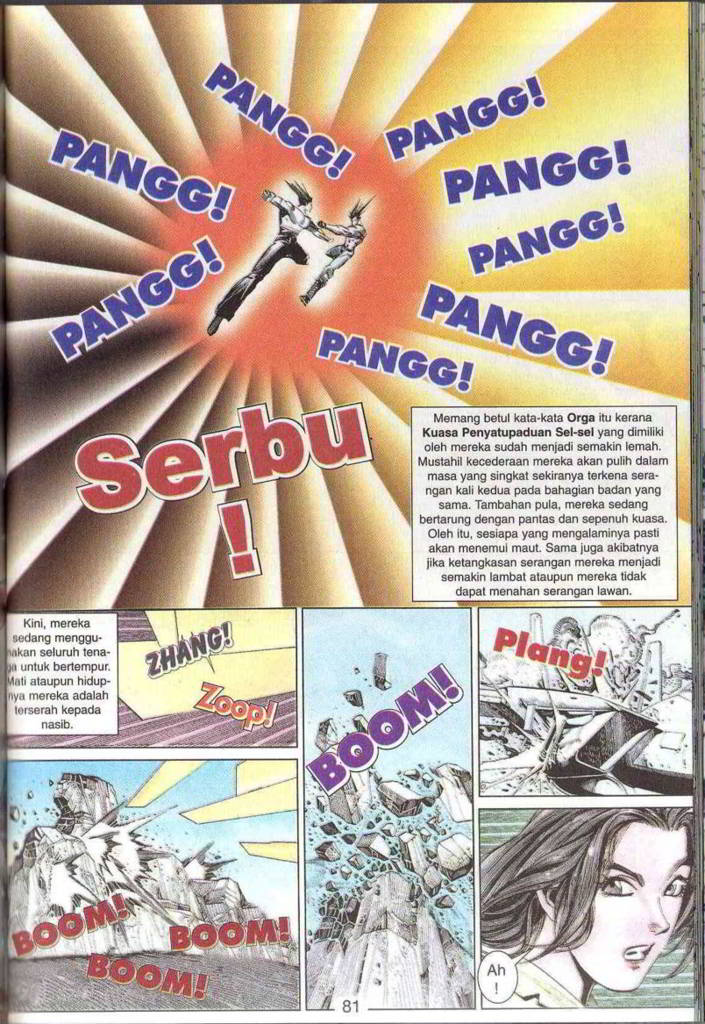 PANGG!
PANGG!
PANGG!
PANGG!
PANGG!
PANGG!
PANGG!
PANGG!
Serbu
!
Memang betul kata-kata Orga itu kerana
Kuasa Penyatupaduan Sel-sel yang dimiliki
oleh mereka sudah menjadi semakin lemah.
Mustahil kecederaan mereka akan pulih dalam
masa yang singkat sekiranya terkena sera-
ngan kali kedua pada bahagian badan yang
sama. Tambahan pula, mereka sedang
bertarung dengan pantas dan sepenuh kuasa.
Oleh itu, sesiapa yang mengalaminya pasti
akan menemui maut. Sama juga akibatnya
jika ketangkasan serangan mereka menjadi
semakin lambat ataupun mereka tidak
dapat menahan serangan lawan.
Kini, mereka
sedang menggu-
nakan seluruh tena-
ga untuk bertempur.
Mati ataupun hidup-
nya mereka adalah
terserah kepada
nasib.
ZHANG!
Zoop!
BOOM!
BOOM!
BOOM!
BOOM!
Plang!
Ah
!
81